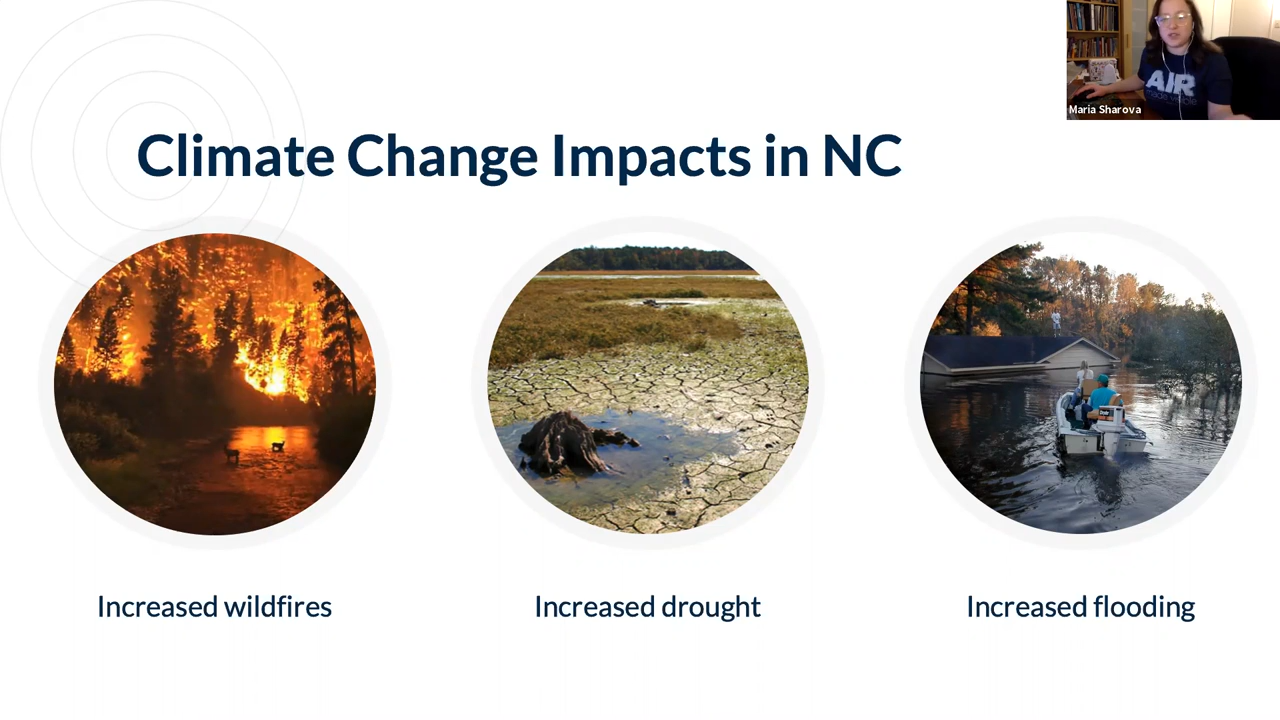 Maria Sharova
AIR
Climate Change Impacts in NC
Increased wildfires
Increased drought
Increased flooding